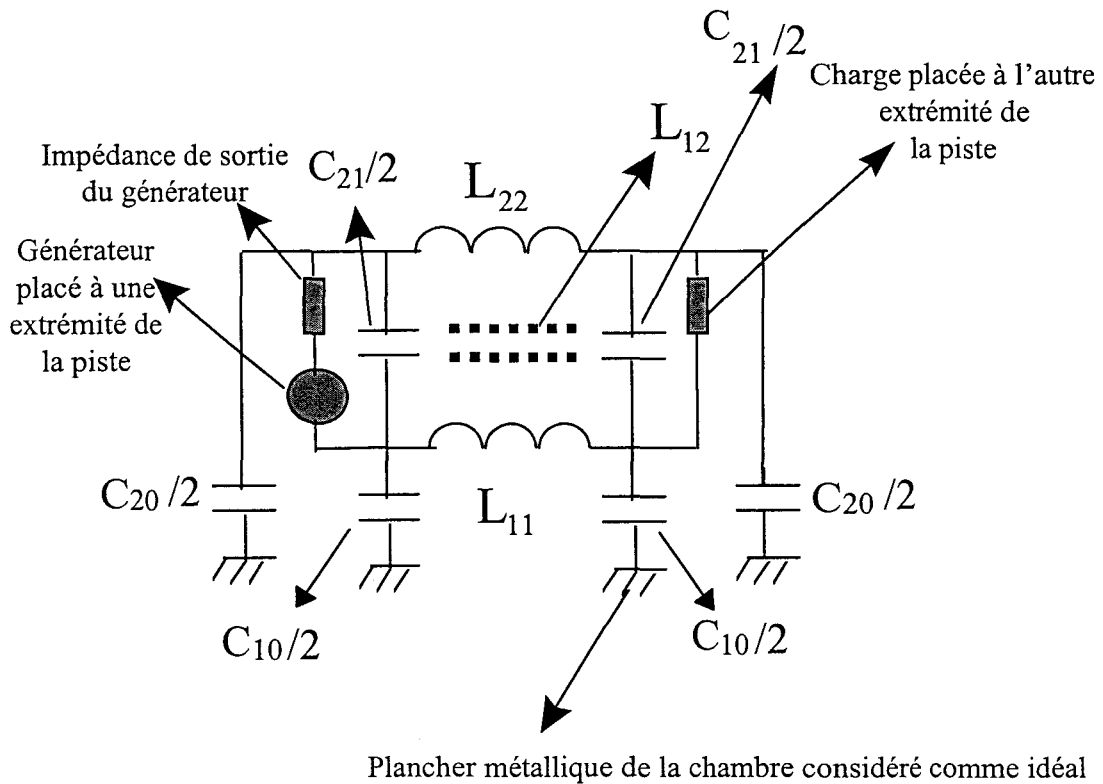 C21/2
Charge placée à l'autre
extrémité de
la piste
L12
Impédance de sortie
du générateur
C21/2
L22
Générateur
placé à une
extrémité de
la piste
C20/2
L11
C20/2
C10/2
C10/2
Plancher métallique de la chambre considéré comme idéal